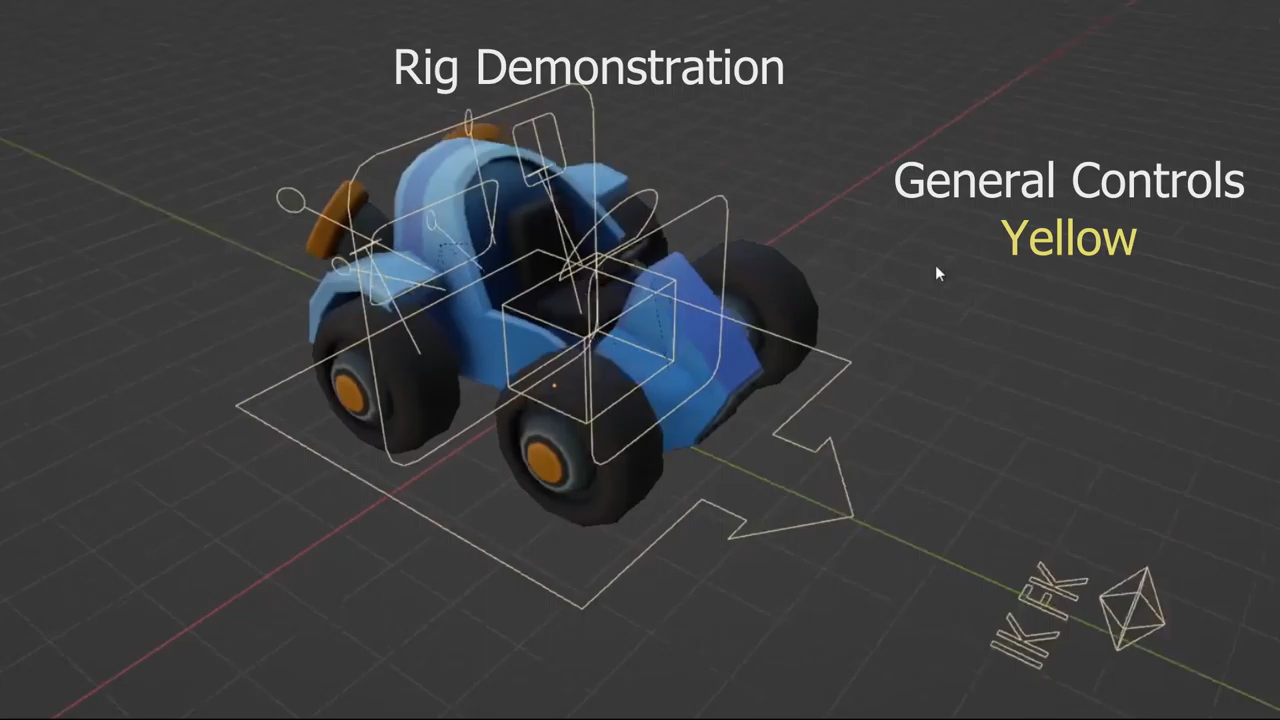 Rig Demonstration
General Controls
Yellow
FK
IK